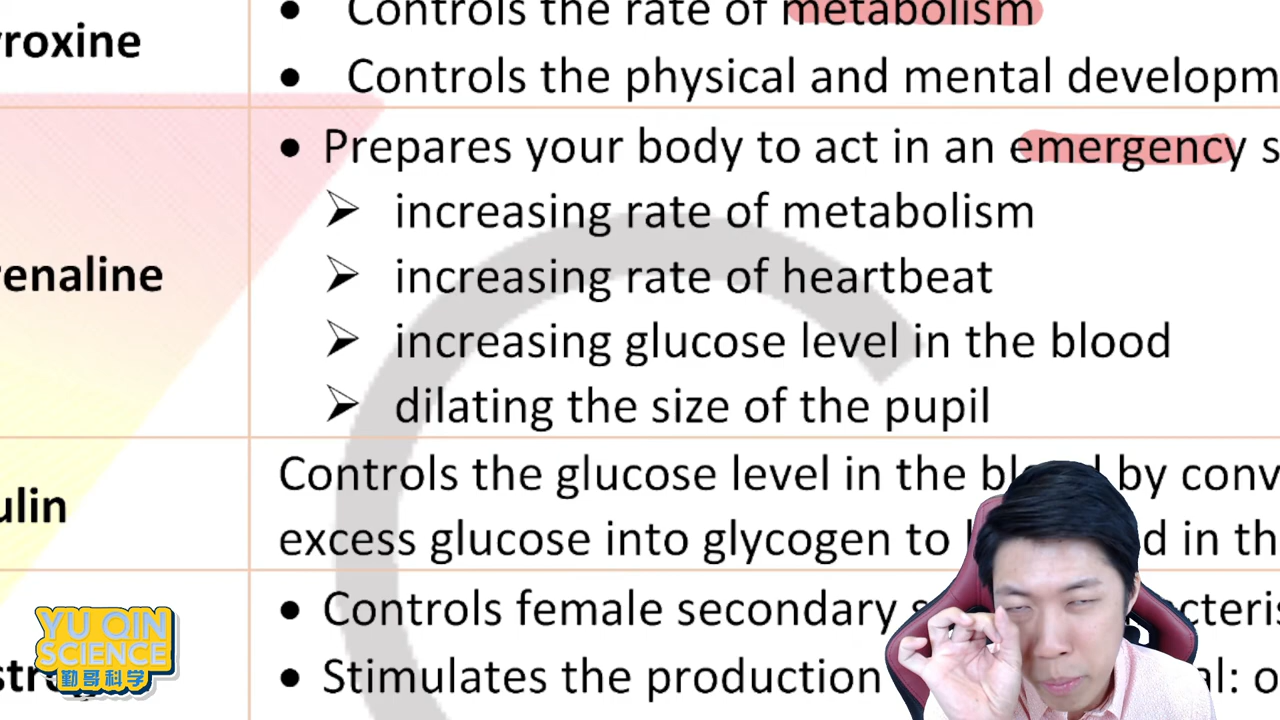 yroxine
• Controls the rate of metabolism
• Controls the physical and mental developm
• Prepares your body to act in an emergency s
➢ increasing rate of metabolism
renaline
➢ increasing rate of heartbeat
➢ increasing glucose level in the blood
➢ dilating the size of the pupil
ulin
Controls the glucose level in the by conv
excess glucose into glycogen to d in th
• Controls female secondary
• Stimulates the production al: o
YU QIN
SCIENCE
勤哥科学